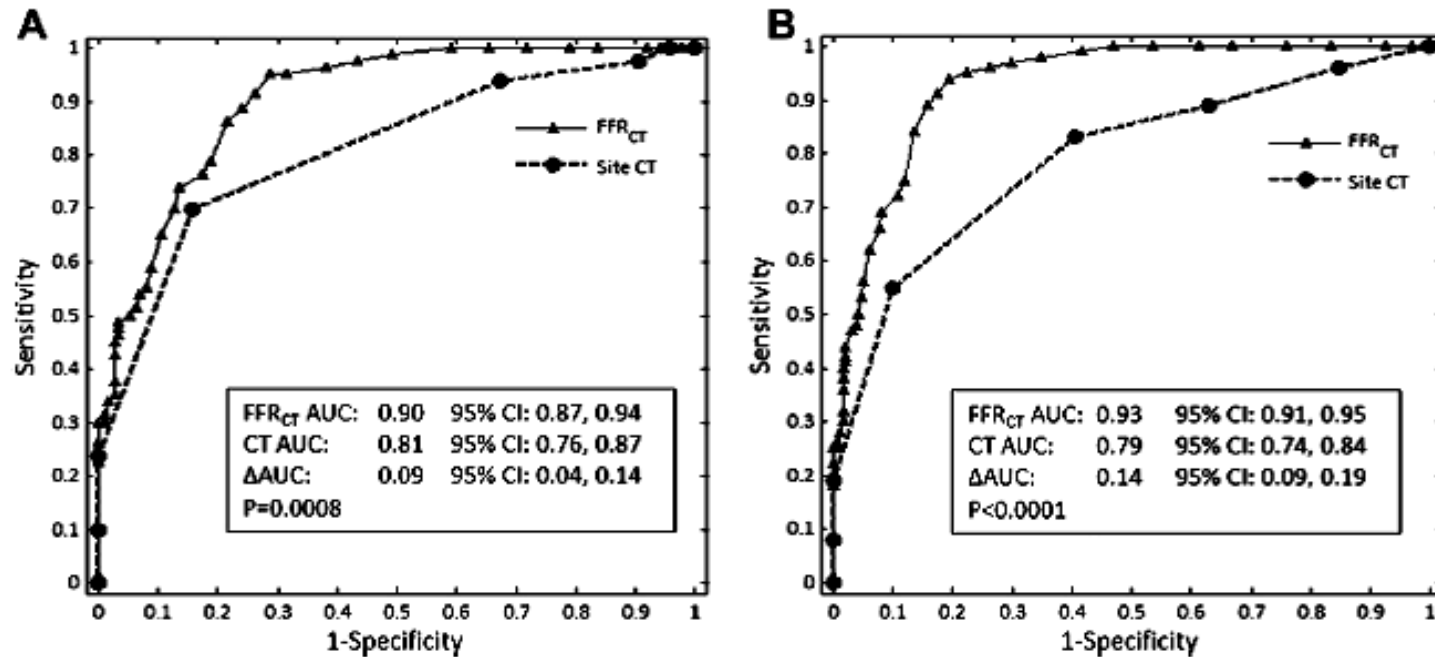 A
1
0.9
0.8
0.7
0.6
0.5
0.4
0.3
0.2
0.1
0
Sensitivity
FFRCT
Site CT
FFRCT AUC: 0.90 95% CI: 0.87, 0.94
CT AUC: 0.81 95% CI: 0.76, 0.87
ΔAUC: 0.09 95% CI: 0.04, 0.14
P=0.0008
0 0.1 0.2 0.3 0.4 0.5 0.6 0.7 0.8 0.9 1
1-Specificity
B
1
0.9
0.8
0.7
0.6
0.5
0.4
0.3
0.2
0.1
0
Sensitivity
FFRCT
Site CT
FFRCT AUC: 0.93 95% CI: 0.91, 0.95
CT AUC: 0.79 95% CI: 0.74, 0.84
ΔAUC: 0.14 95% CI: 0.09, 0.19
P<0.0001
0 0.1 0.2 0.3 0.4 0.5 0.6 0.7 0.8 0.9 1
1-Specificity